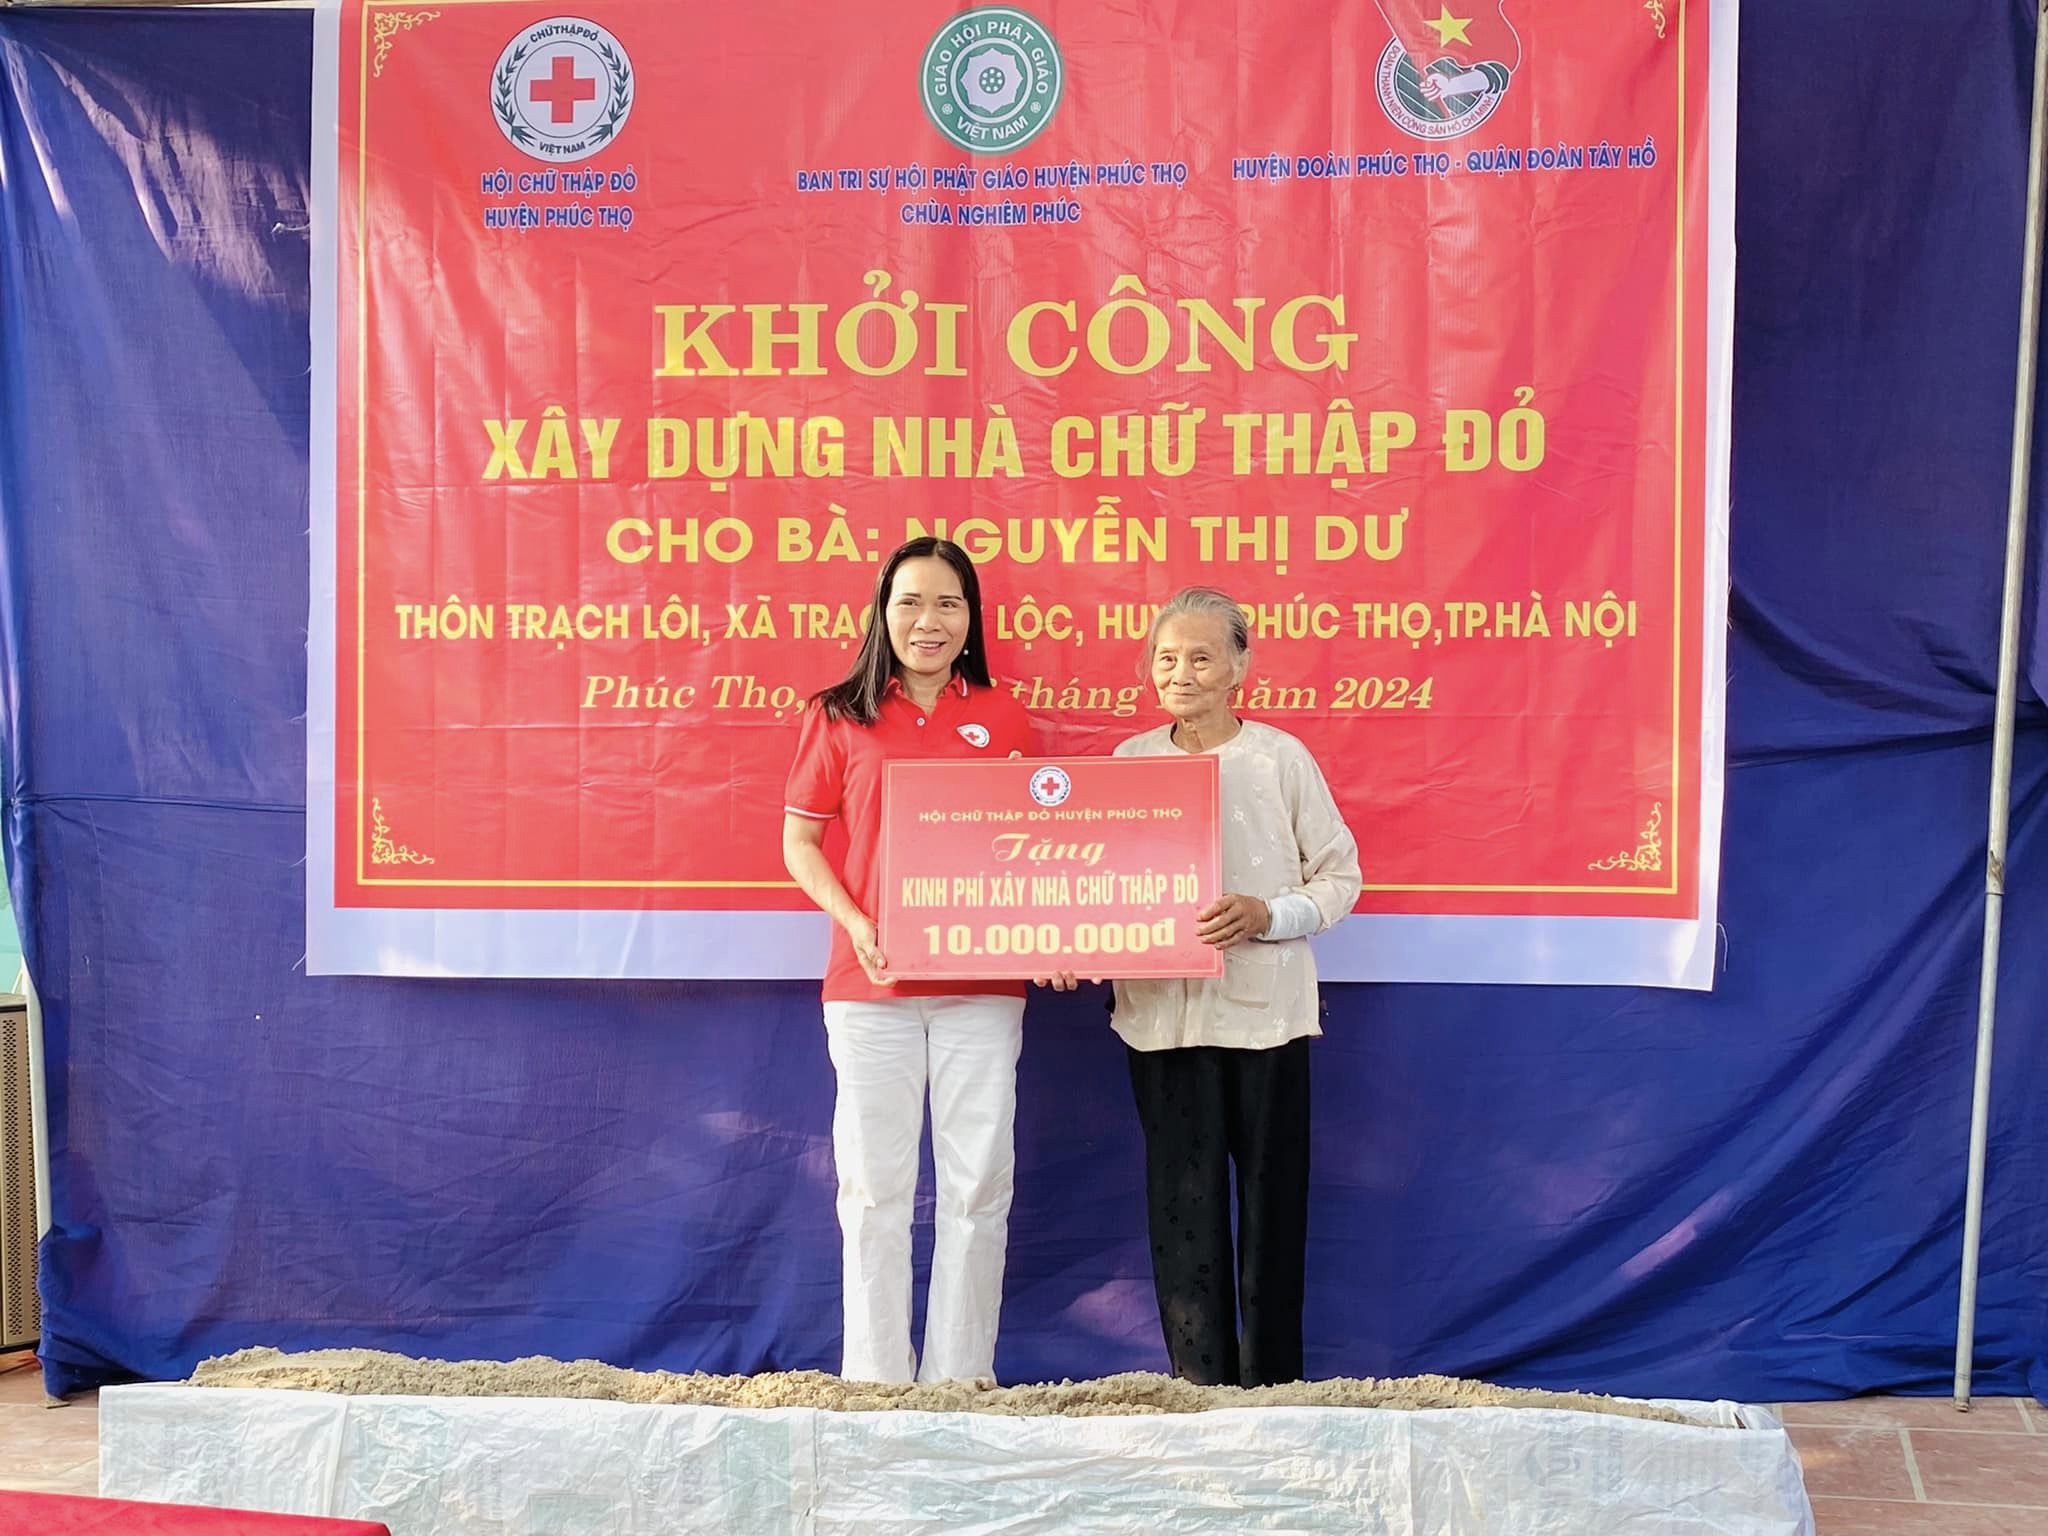 CHỮ THẬP ĐỎ
VIỆT NAM
HỘI CHỮ THẬP ĐỎ
HUYỆN PHÚC THỌ
GIÁO HỘI PHẬT GIÁO
VIỆT NAM
BAN TRI SỰ HỘI PHẬT GIÁO HUYỆN PHÚC THỌ
CHÙA NGHIÊM PHÚC
ĐOÀN THANH NIÊN CỘNG SẢN HỒ CHÍ MINH
HUYỆN ĐOÀN PHÚC THỌ - QUẬN ĐOÀN TÂY HỒ
KHỞI CÔNG
XÂY DỰNG NHÀ CHỮ THẬP ĐỎ
CHO BÀ: NGUYỄN THỊ DƯ
THÔN TRẠCH LÔI, XÃ LỘC, PHÚC THỌ,TP.HÀ NỘI
Phúc Thọ, tháng năm 2024
HỘI CHỮ THẬP ĐỎ HUYỆN PHÚC THỌ
Tặng
KINH PHÍ XÂY NHÀ CHỮ THẬP ĐỎ
10.000.000đ